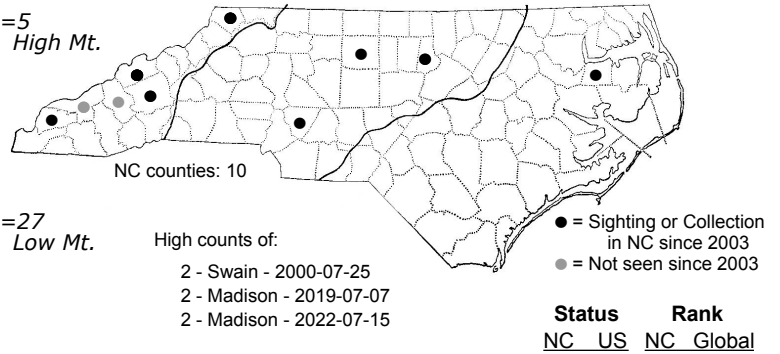 =5
High Mt.
NC counties: 10
=27
Low Mt.
High counts of:
2 - Swain - 2000-07-25
2 - Madison - 2019-07-07
2 - Madison - 2022-07-15
● = Sighting or Collection
in NC since 2003
● = Not seen since 2003
Status Rank
NC US NC Global